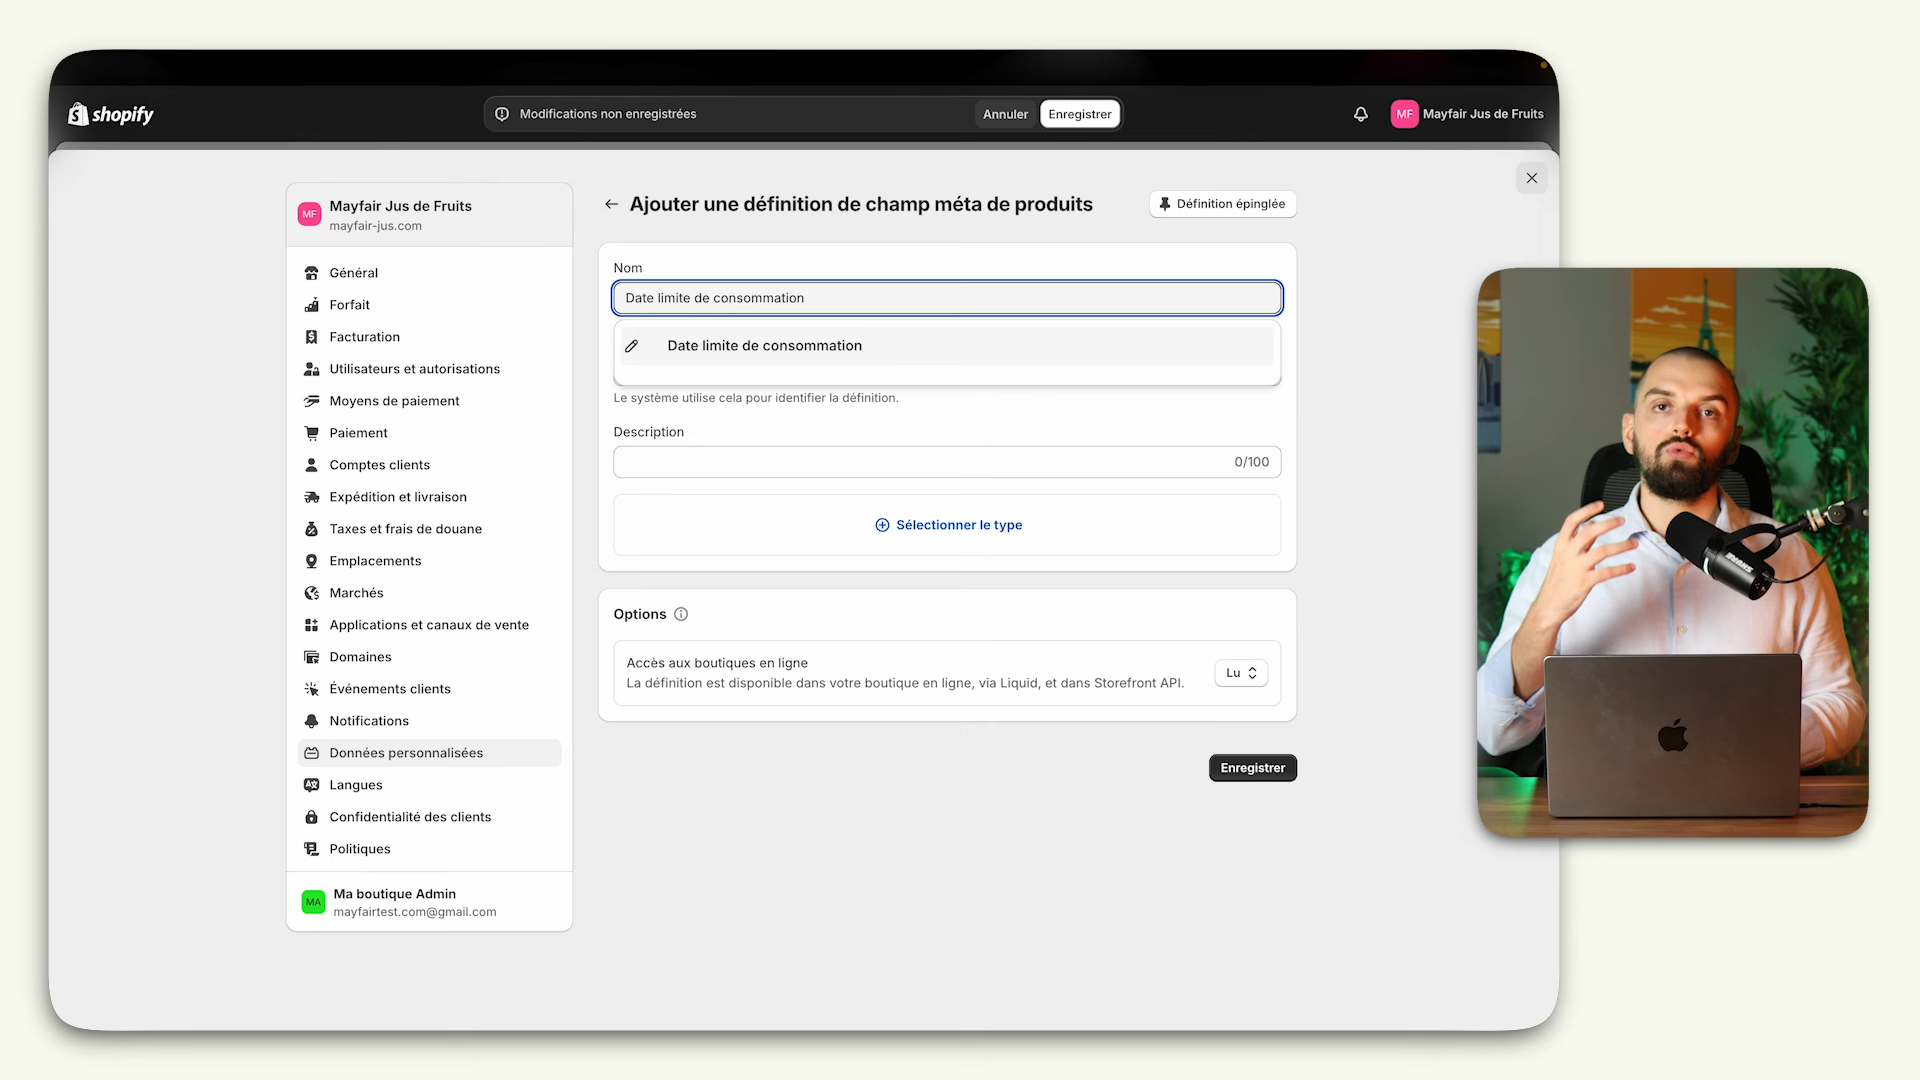 shopify
Modifications non enregistrées
Annuler
Enregistrer
MF
Mayfair Jus de Fruits
MF
Mayfair Jus de Fruits
mayfair-jus.com
Général
Forfait
Facturation
Utilisateurs et autorisations
Moyens de paiement
Paiement
Comptes clients
Expédition et livraison
Taxes et frais de douane
Emplacements
Marchés
Applications et canaux de vente
Domaines
Événements clients
Notifications
Données personnalisées
Langues
Confidentialité des clients
Politiques
MA
Ma boutique Admin
mayfairtest.com@gmail.com
Ajouter une définition de champ méta de produits
Définition épinglée
Nom
Date limite de consommation
Date limite de consommation
Le système utilise cela pour identifier la définition.
Description
0/100
Sélectionner le type
Options
Accès aux boutiques en ligne
La définition est disponible dans votre boutique en ligne, via Liquid, et dans Storefront API.
Lu
Enregistrer
SHURE